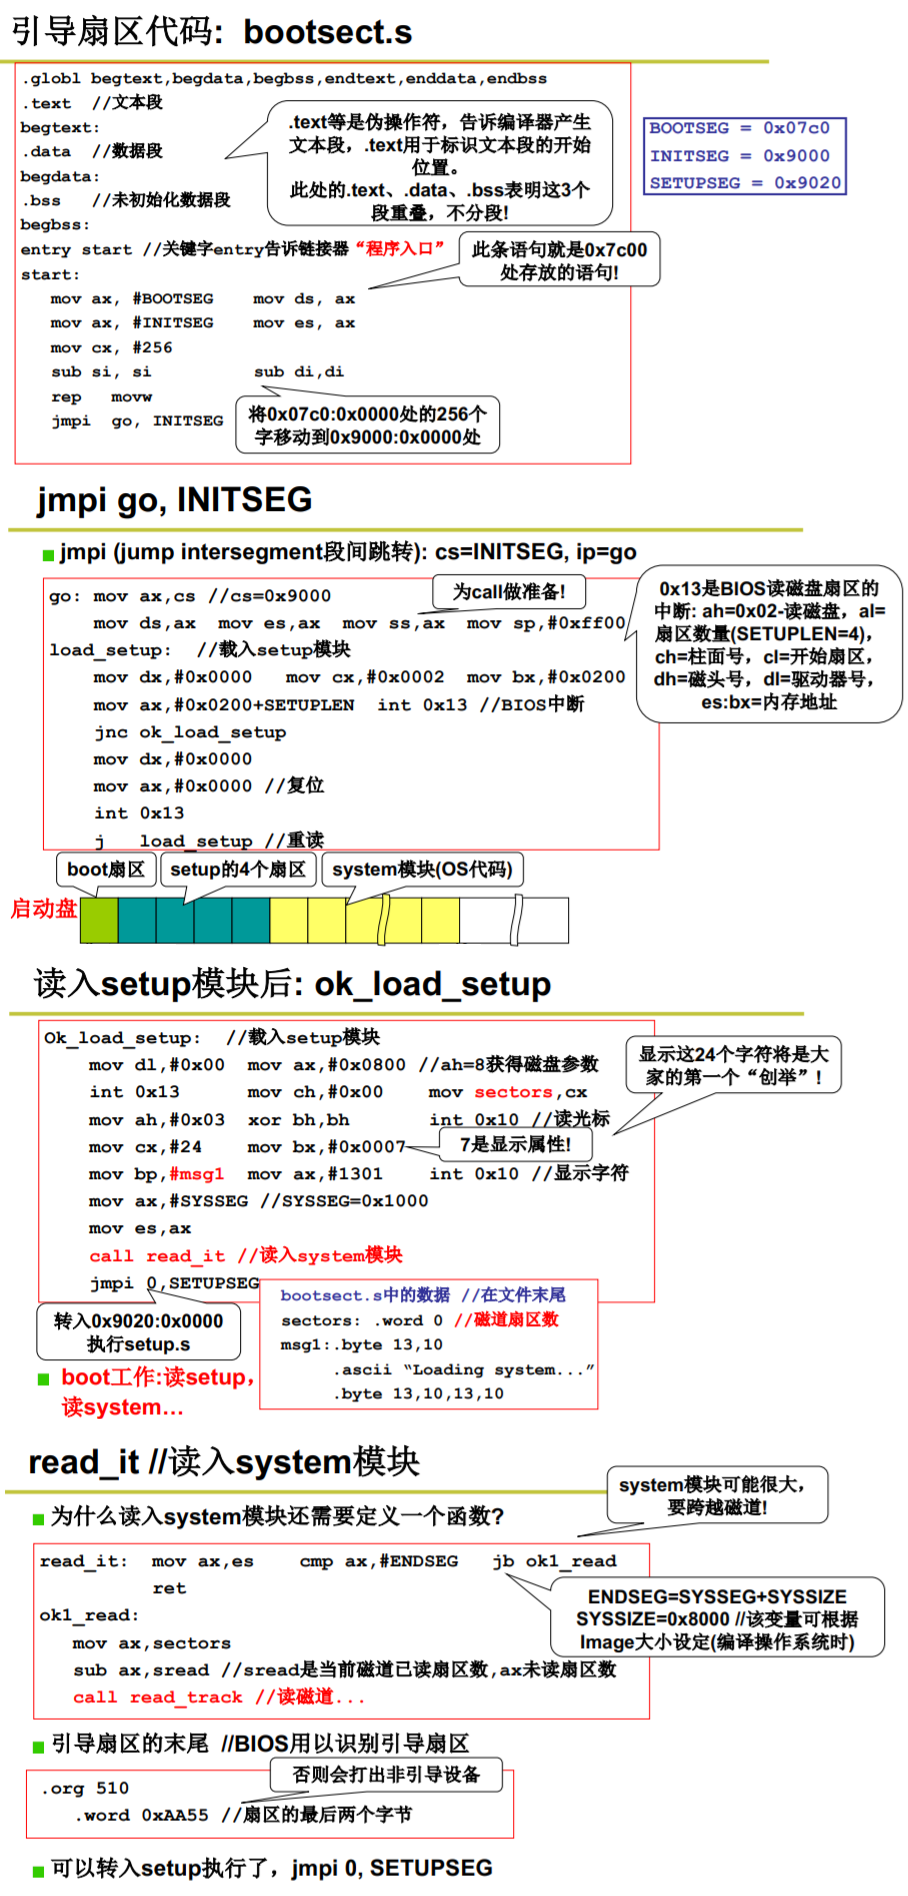 引导扇区代码: bootsect.s
.globl begtext,begdata,begbss,endtext,enddata,endbss
.text //文本段
begtext:
.data //数据段
begdata:
.bss //未初始化数据段
begbss:
entry start //关键字entry告诉链接器“程序入口”
start:
mov ax, #BOOTSEG mov ds, ax
mov ax, #INITSEG mov es, ax
mov cx, #256
sub si, si sub di,di
rep movw
jmpi go, INITSEG
.text等是伪操作符，告诉编译器产生
文本段，.text用于标识文本段的开始
位置。
此处的.text、.data、.bss表明这3个
段重叠，不分段!
BOOTSEG = 0x07c0
INITSEG = 0x9000
SETUPSEG = 0x9020
此条语句就是0x7c00
处存放的语句!
将0x07c0:0x0000处的256个
字移动到0x9000:0x0000处
jmpi go, INITSEG
jmpi (jump intersegment段间跳转): cs=INITSEG, ip=go
go: mov ax,cs //cs=0x9000
mov ds,ax mov es,ax mov ss,ax mov sp,#0xff00
load_setup: //载入setup模块
mov dx,#0x0000 mov cx,#0x0002 mov bx,#0x0200
mov ax,#0x0200+SETUPLEN int 0x13 //BIOS中断
jnc ok_load_setup
mov dx,#0x0000
mov ax,#0x0000 //复位
int 0x13
j load_setup //重读
为call做准备!
0x13是BIOS读磁盘扇区的
中断: ah=0x02-读磁盘，al=
扇区数量(SETUPLEN=4)，
ch=柱面号，cl=开始扇区，
dh=磁头号，dl=驱动器号，
es:bx=内存地址
boot扇区
setup的4个扇区
system模块(OS代码)
启动盘
读入setup模块后: ok_load_setup
Ok_load_setup: //载入setup模块
mov dl,#0x00 mov ax,#0x0800 //ah=8获得磁盘参数
int 0x13 mov ch,#0x00 mov sectors,cx
mov ah,#0x03 xor bh,bh int 0x10 //读光标
mov cx,#24 mov bx,#0x0007
mov bp,#msg1 mov ax,#1301 int 0x10 //显示字符
mov ax,#SYSSEG //SYSSEG=0x1000
mov es,ax
call read_it //读入system模块
jmpi 0,SETUPSEG
显示这24个字符将是大
家的第一个“创举”!
7是显示属性!
转入0x9020:0x0000
执行setup.s
bootsect.s中的数据 //在文件末尾
sectors: .word 0 //磁道扇区数
msg1:.byte 13,10
.ascii “Loading system...”
.byte 13,10,13,10
boot工作:读setup，
读system...
read_it //读入system模块
为什么读入system模块还需要定义一个函数?
system模块可能很大，
要跨越磁道!
read_it: mov ax,es cmp ax,#ENDSEG jb ok1_read
ret
ok1_read:
mov ax,sectors
sub ax,sread //sread是当前磁道已读扇区数,ax未读扇区数
call read_track //读磁道...
ENDSEG=SYSSEG+SYSSIZE
SYSSIZE=0x8000 //该变量可根据
Image大小设定(编译操作系统时)
引导扇区的末尾 //BIOS用以识别引导扇区
.org 510
.word 0xAA55 //扇区的最后两个字节
否则会打出非引导设备
可以转入setup执行了，jmpi 0, SETUPSEG